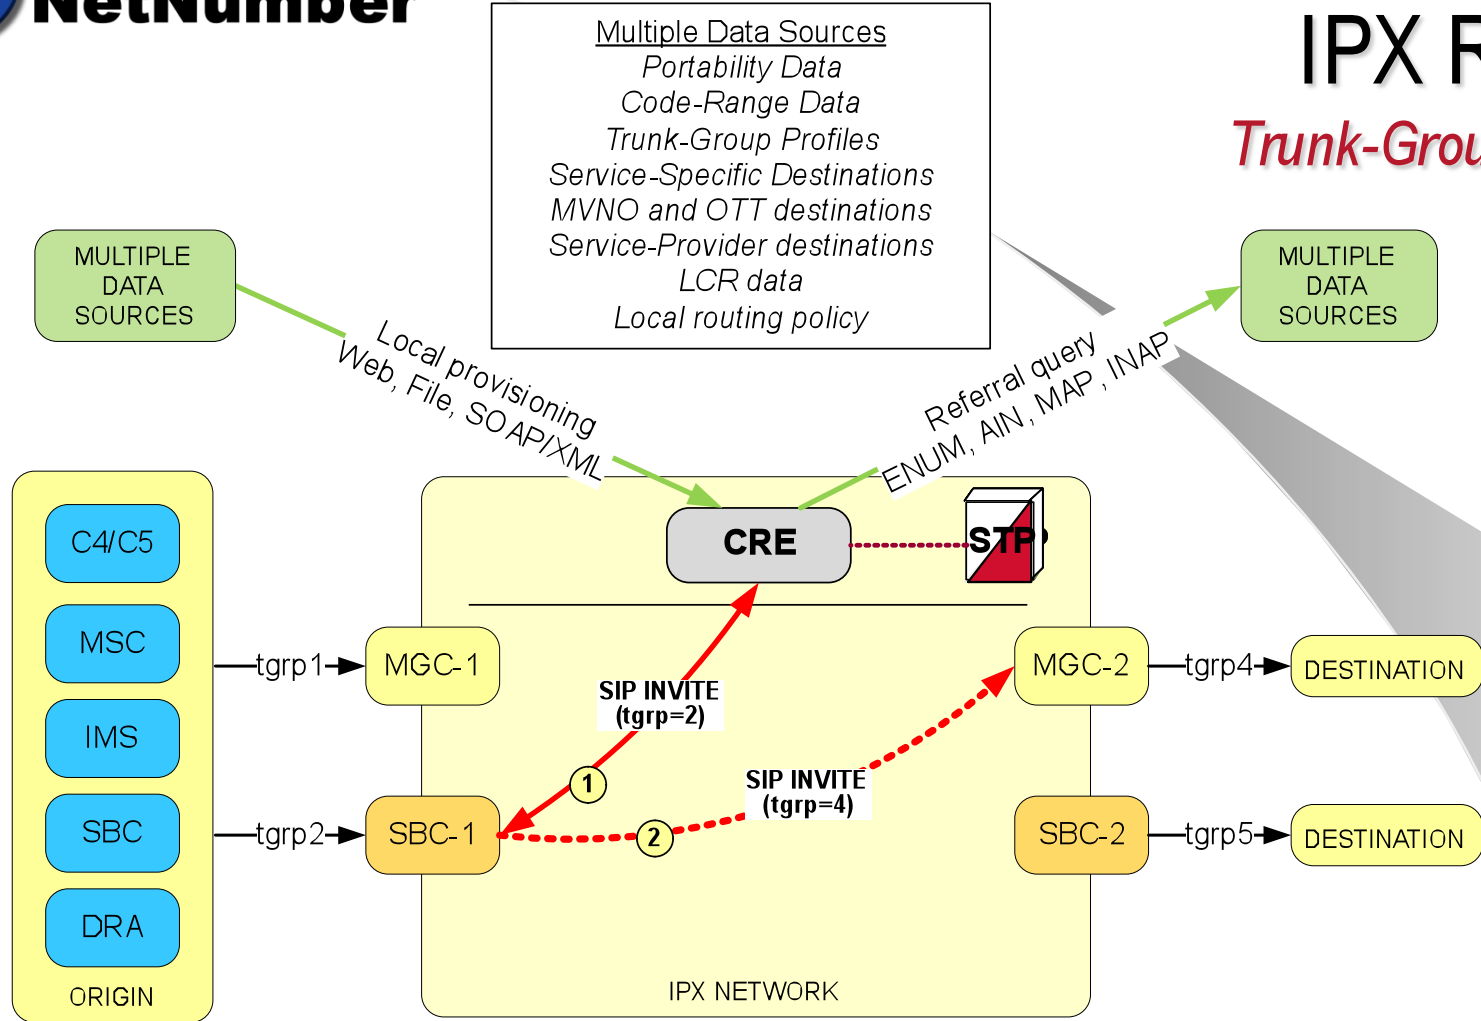 NetNumber
IPX R
Trunk-Grou
Multiple Data Sources
Portability Data
Code-Range Data
Trunk-Group Profiles
Service-Specific Destinations
MVNO and OTT destinations
Service-Provider destinations
LCR data
Local routing policy
MULTIPLE
DATA
SOURCES
MULTIPLE
DATA
SOURCES
Local provisioning
Web, File, SOAP/XML
Referral query
ENUM, AIN, MAP, INAP
C4/C5
MSC
IMS
SBC
DRA
ORIGIN
CRE
STP
tgrp1
MGC-1
SIP INVITE
(tgrp=2)
MGC-2
tgrp4
DESTINATION
1
SIP INVITE
(tgrp=4)
tgrp2
SBC-1
2
SBC-2
tgrp5
DESTINATION
IPX NETWORK